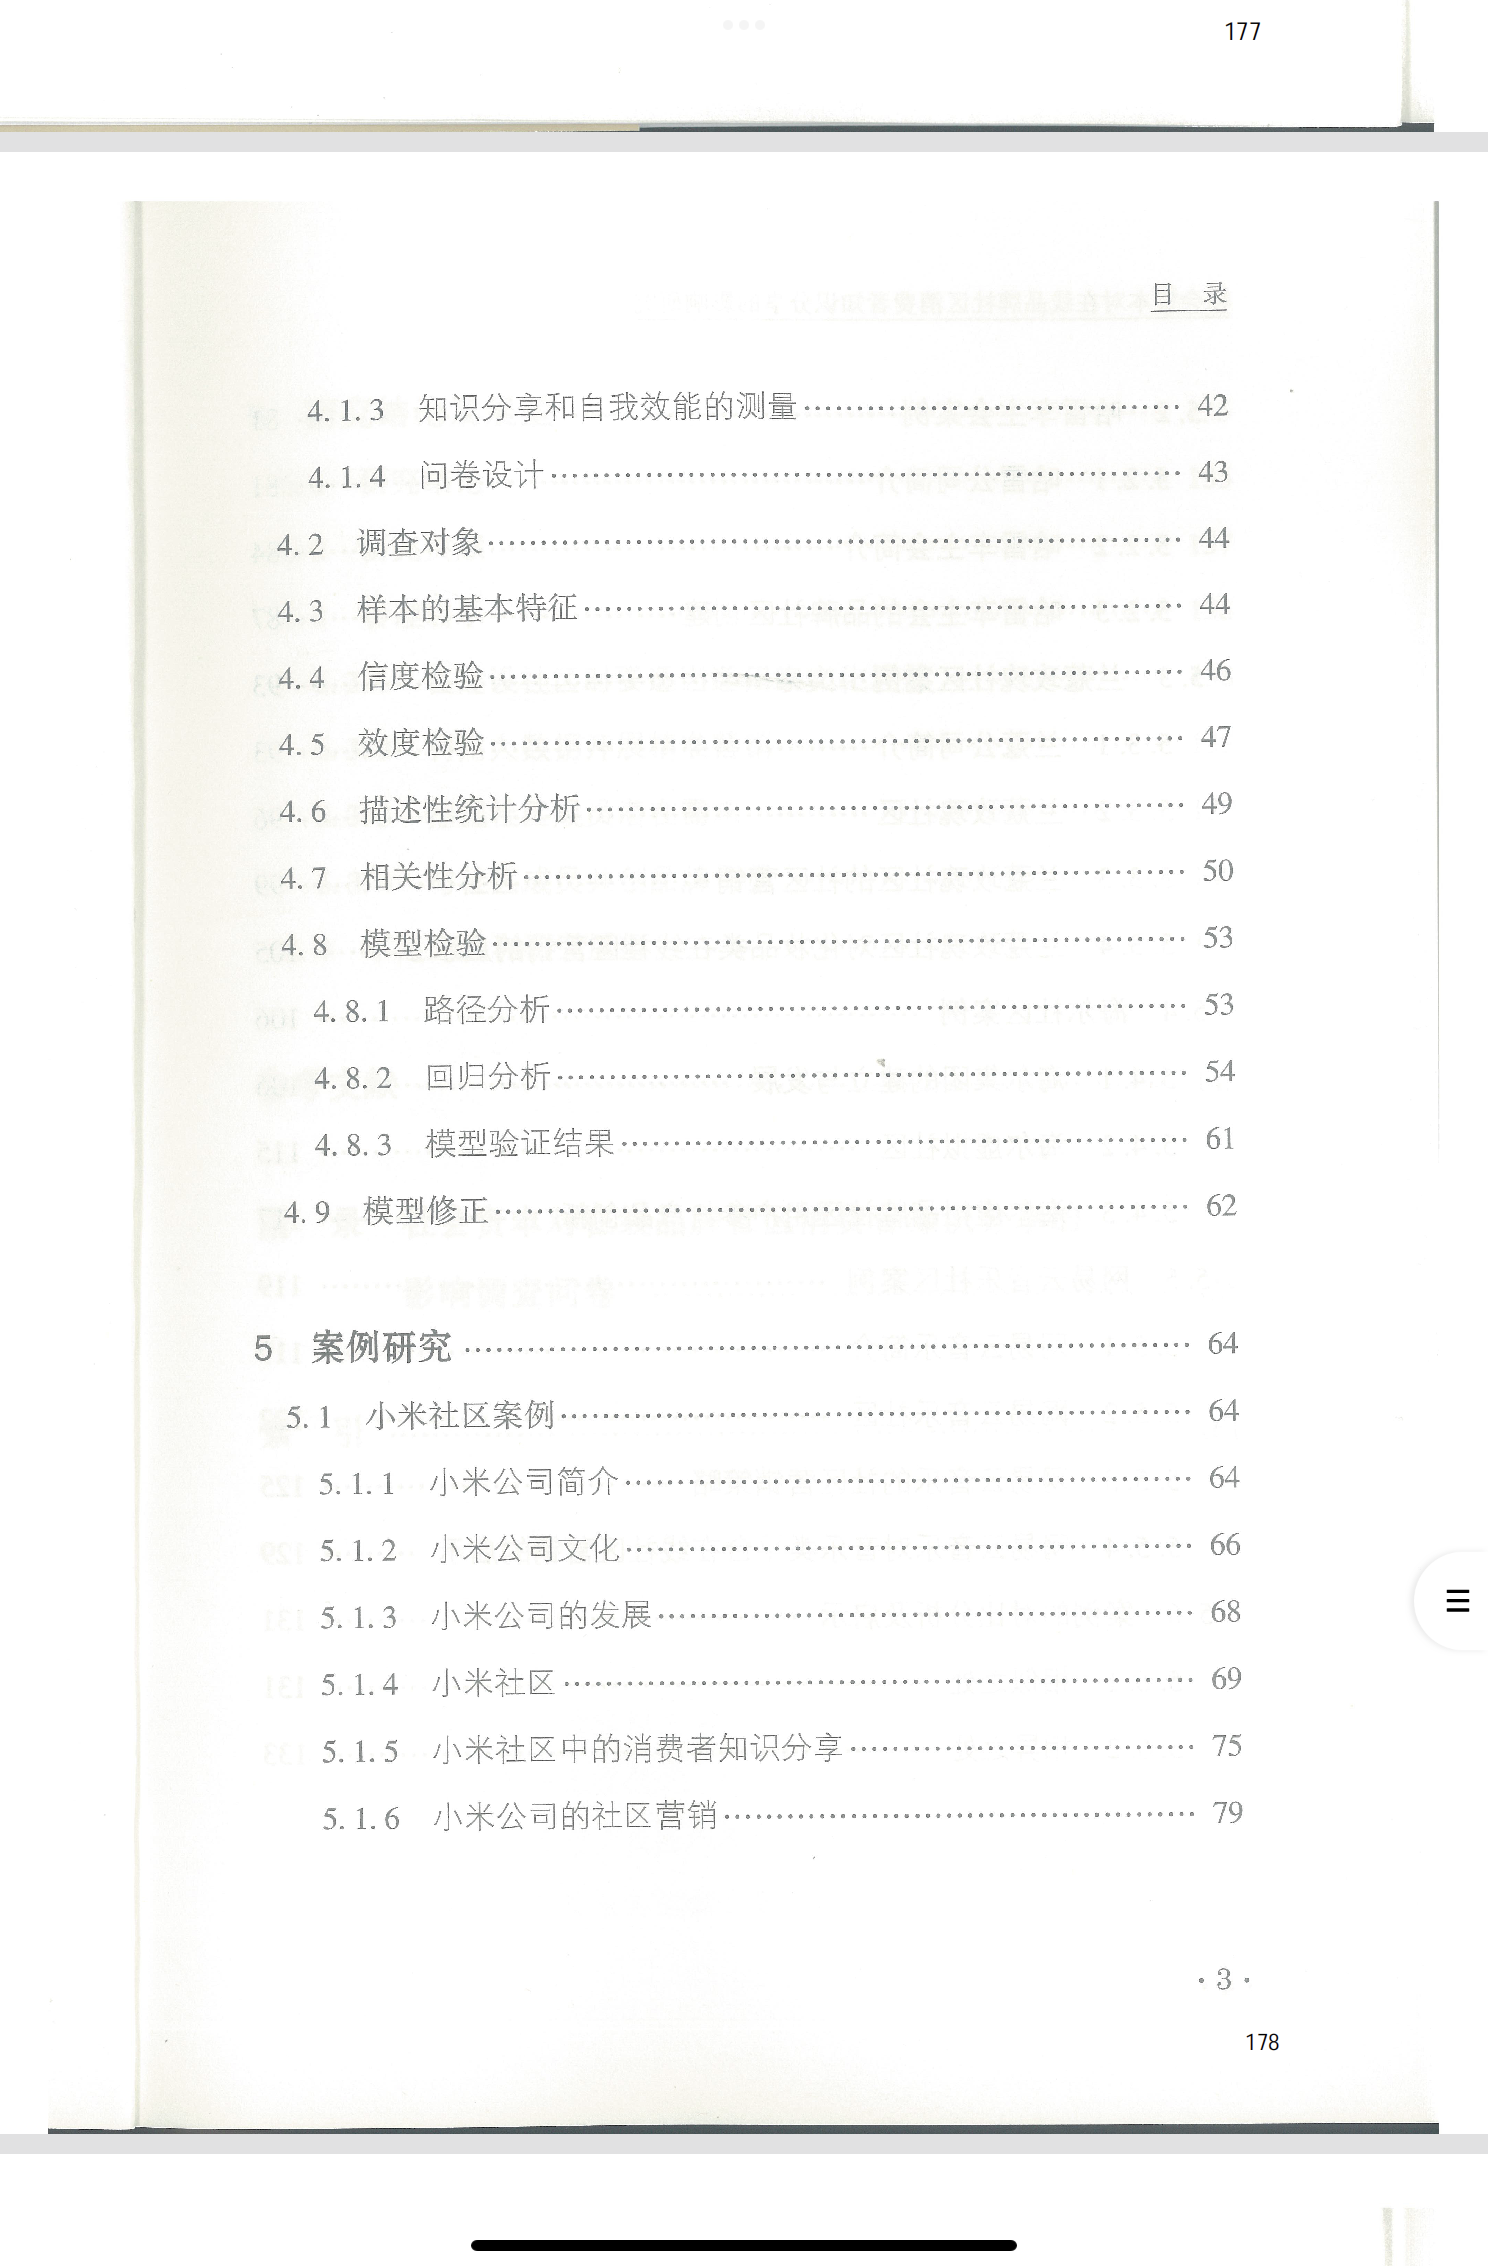 177
目 录
4.1.3 知识分享和自我效能的测量 42
4.1.4 问卷设计 43
4.2 调查对象 44
4.3 样本的基本特征 44
4.4 信度检验 46
4.5 效度检验 47
4.6 描述性统计分析 49
4.7 相关性分析 50
4.8 模型检验 53
4.8.1 路径分析 53
4.8.2 回归分析 54
4.8.3 模型验证结果 61
4.9 模型修正 62
5 案例研究 64
5.1 小米社区案例 64
5.1.1 小米公司简介 64
5.1.2 小米公司文化 66
5.1.3 小米公司的发展 68
5.1.4 小米社区 69
5.1.5 小米社区中的消费者知识分享 75
5.1.6 小米公司的社区营销 79
·3·
178